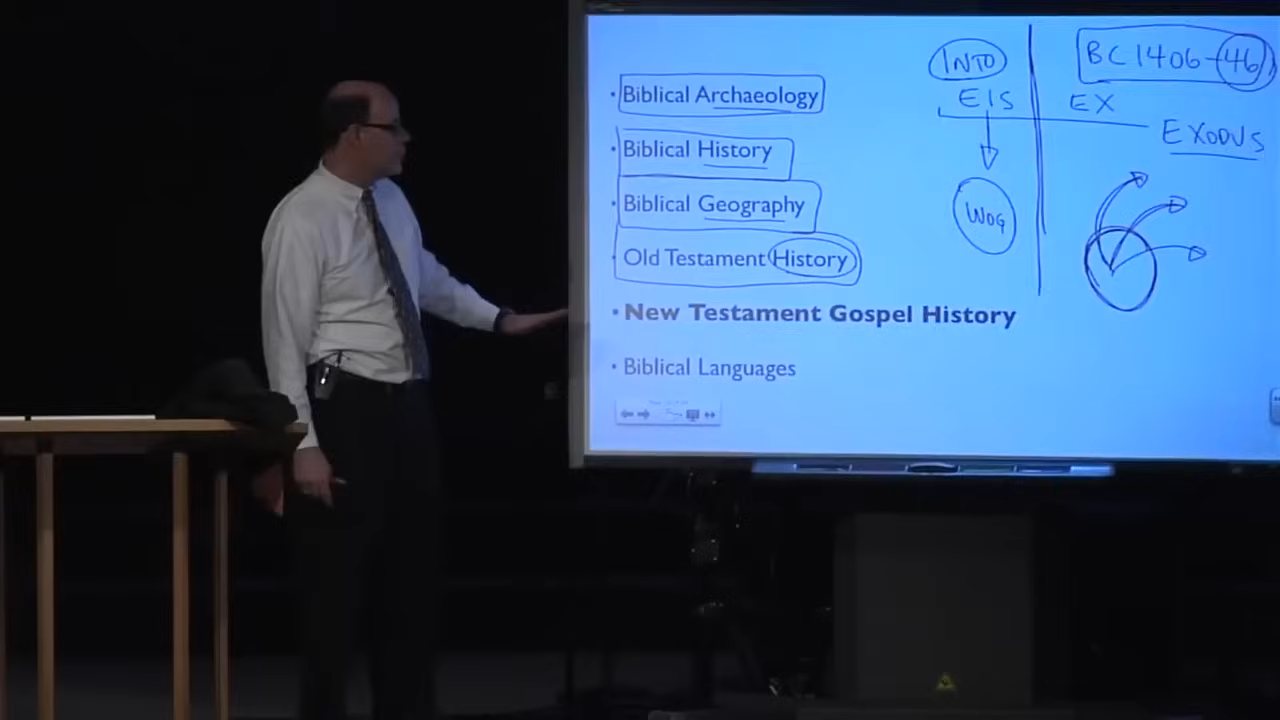 • Biblical Archaeology
• Biblical History
• Biblical Geography
• Old Testament History
• New Testament Gospel History
• Biblical Languages
INTO
EIS
WOG
BC 1406-46
EX
EXODUS